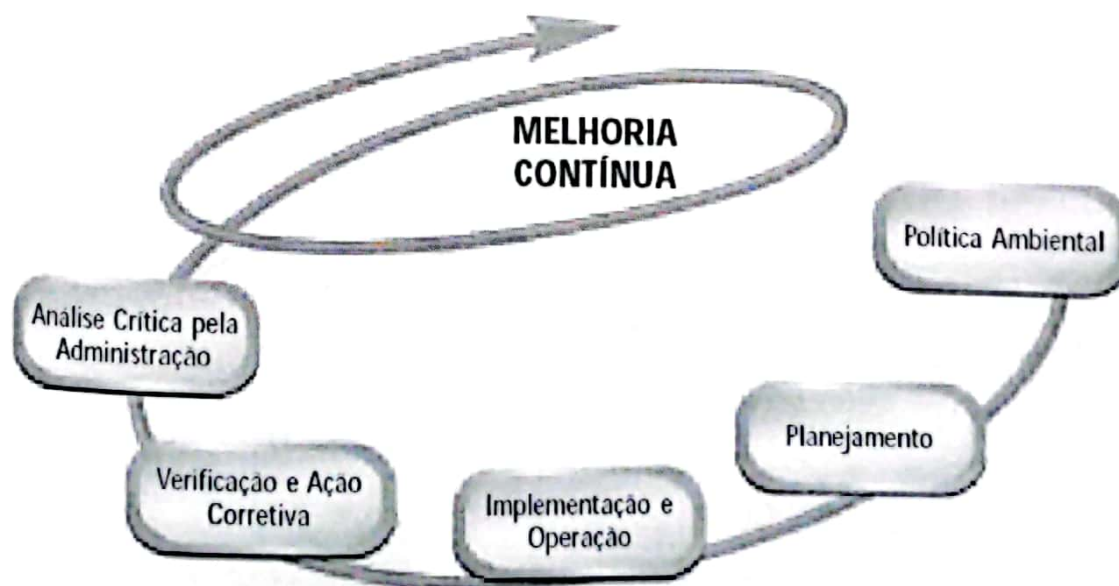 MELHORIA
CONTÍNUA
Política Ambiental
Planejamento
Implementação e
Operação
Verificação e Ação
Corretiva
Análise Crítica pela
Administração